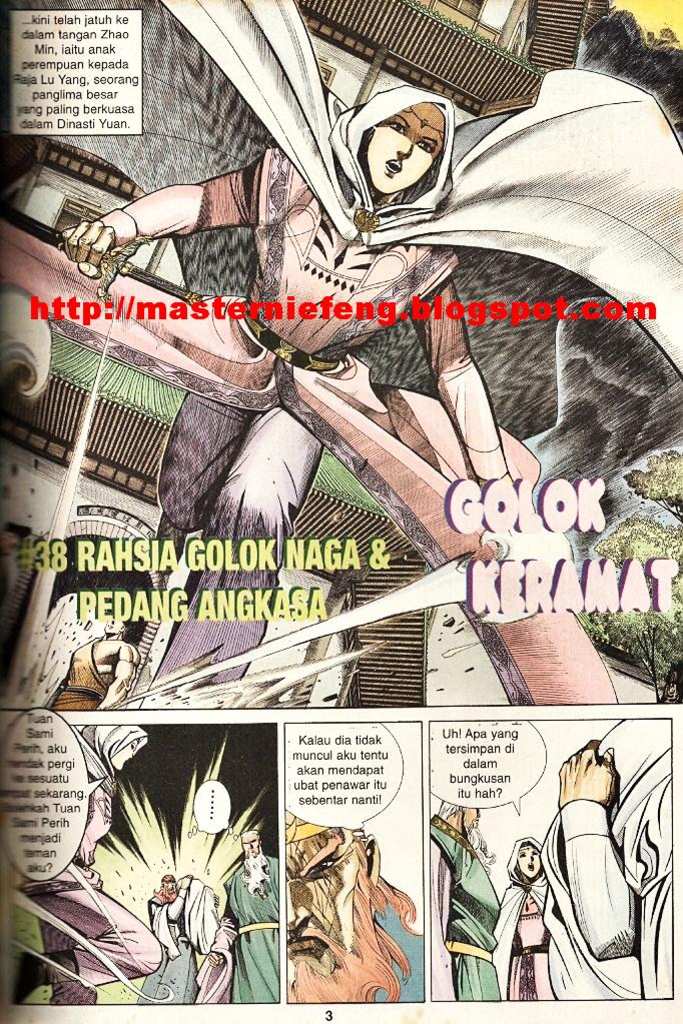 ...kini telah jatuh ke
dalam tangan Zhao
Min, iaitu anak
perempuan kepada
Raja Lu Yang, seorang
panglima besar
yang paling berkuasa
dalam Dinasti Yuan.
http://masterniefeng.blogspot.com
GOLOK
KERAMAT
#38 RAHSIA GOLOK NAGA &
PEDANG ANGKASA
Tuan
Sami
Perih, aku
hendak pergi
ke sesuatu
tempat sekarang.
Bolehkah Tuan
Sami Perih
menjadi
teman
aku?
......
Kalau dia tidak
muncul aku tentu
akan mendapat
ubat penawar itu
sebentar nanti!
Uh! Apa yang
tersimpan di
dalam
bungkusan
itu hah?
3